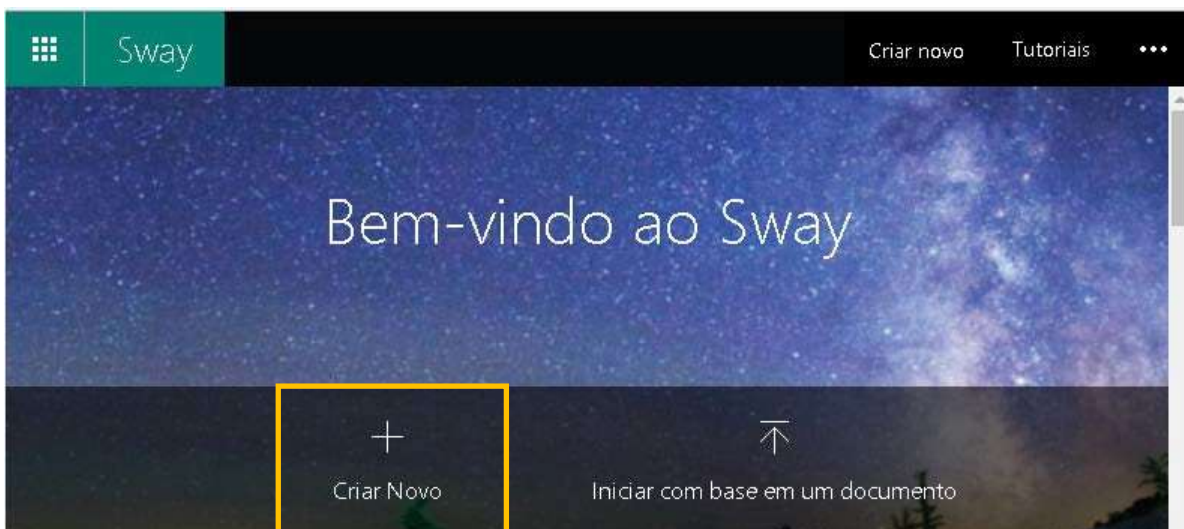 Sway
Criar novo
Tutoriais
Bem-vindo ao Sway
Criar Novo
Iniciar com base em um documento